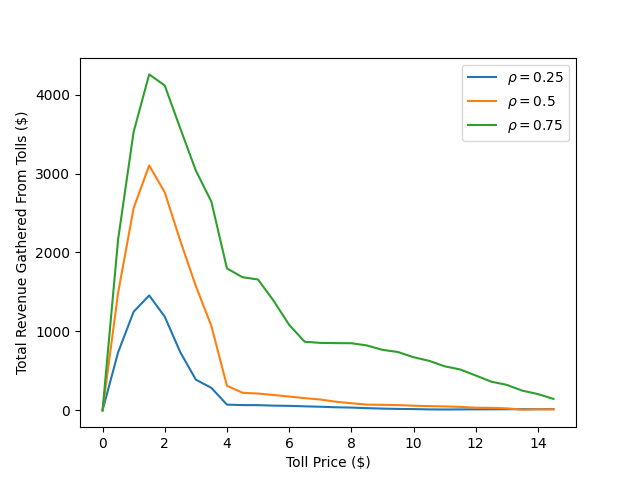 ρ = 0.25
ρ = 0.5
ρ = 0.75
Total Revenue Gathered From Tolls ($)
4000
3000
2000
1000
0
0 2 4 6 8 10 12 14
Toll Price ($)